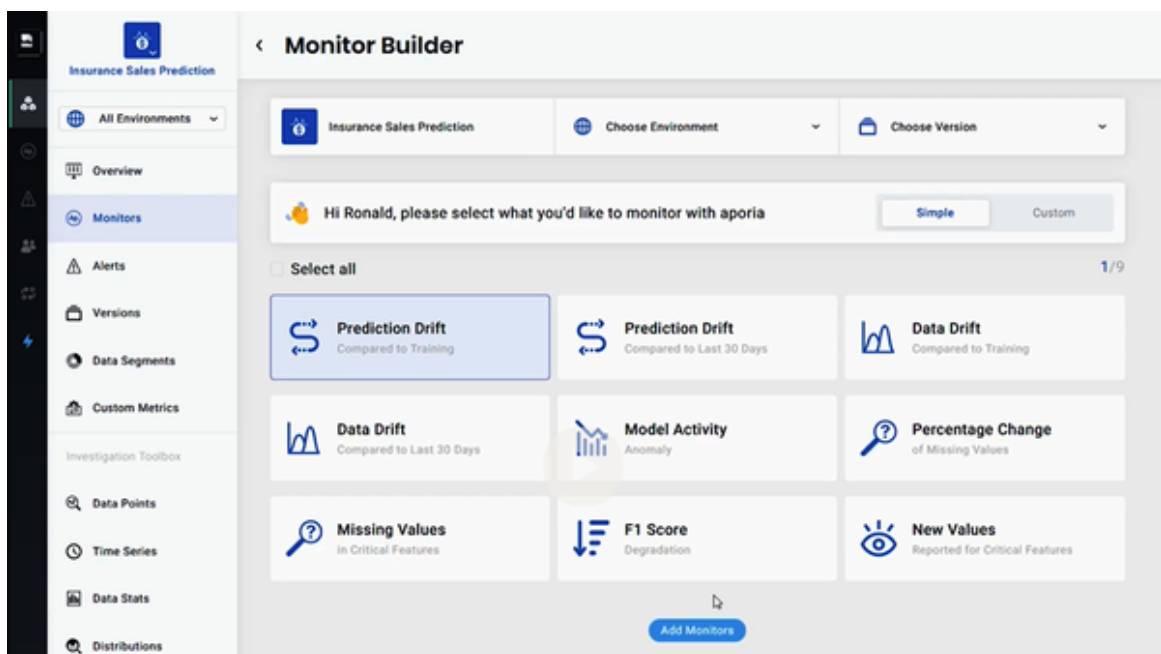 Insurance Sales Prediction
All Environments
Overview
Monitors
Alerts
Versions
Data Segments
Custom Metrics
Investigation Toolbox
Data Points
Time Series
Data Stats
Distributions
Monitor Builder
Insurance Sales Prediction
Choose Environment
Choose Version
Hi Ronald, please select what you'd like to monitor with aporia
Simple
Custom
Select all
1/9
Prediction Drift
Compared to Training
Prediction Drift
Compared to Last 30 Days
Data Drift
Compared to Training
Data Drift
Compared to Last 30 Days
Model Activity
Anomaly
Percentage Change
of Missing Values
Missing Values
in Critical Features
F1 Score
Degradation
New Values
Reported for Critical Features
Add Monitors